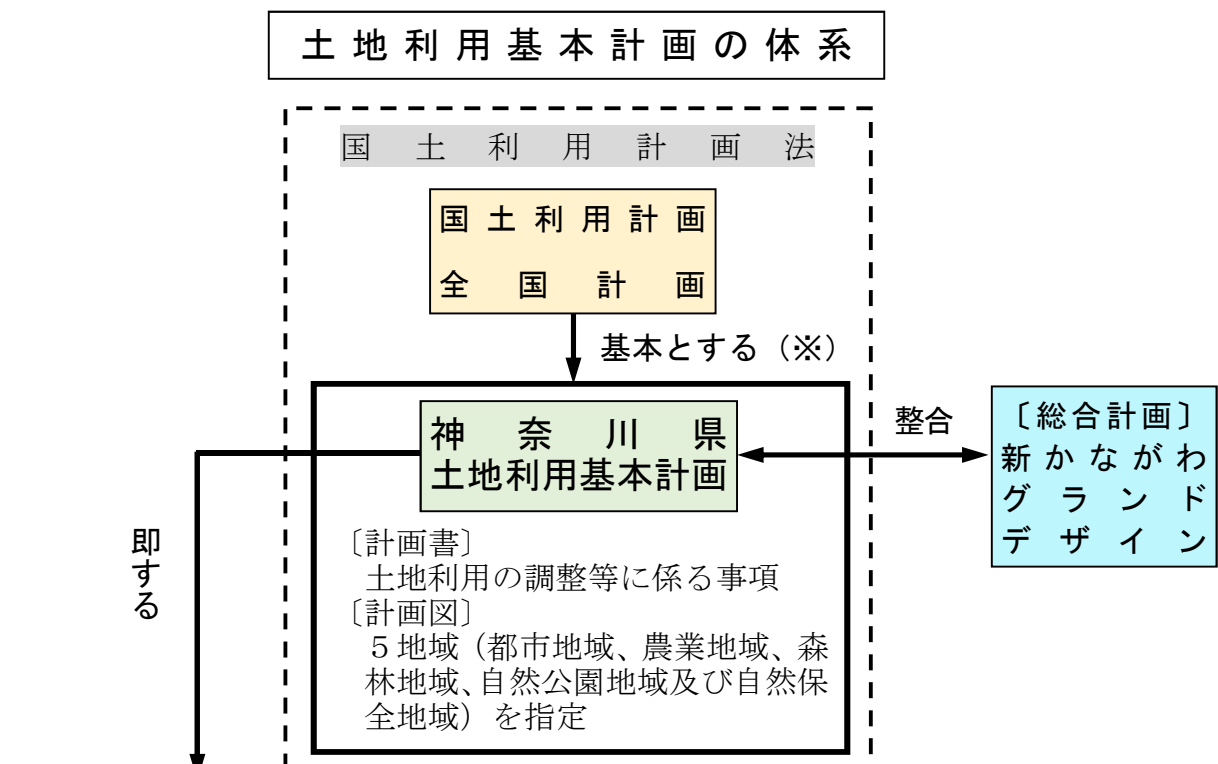 土地利用基本計画の体系
国土利用計画法
国土利用計画
全国計画
基本とする（※）
神奈川県
土地利用基本計画
整合
〔総合計画〕
新かながわ
グランド
デザイン
即する
〔計画書〕
土地利用の調整等に係る事項
〔計画図〕
５地域（都市地域、農業地域、森
林地域、自然公園地域及び自然保
全地域）を指定